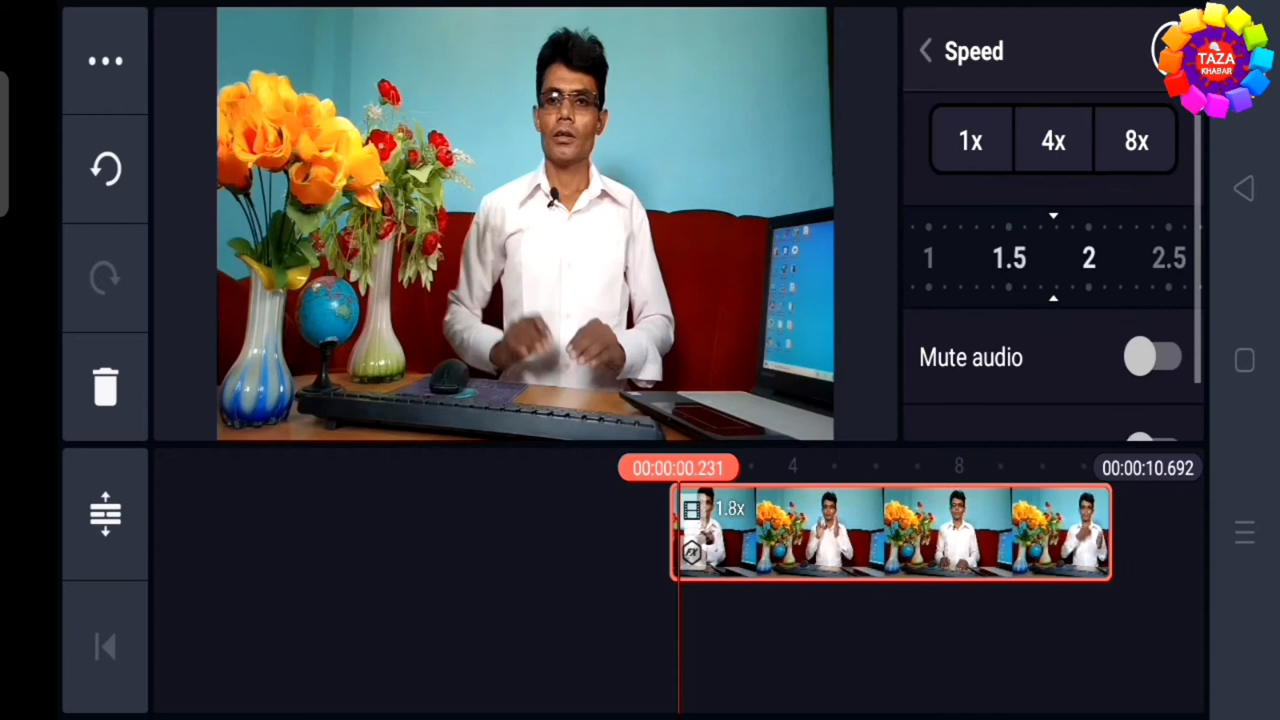 Speed
TAZA
KHABAR
1x 4x 8x
1 1.5 2 2.5
Mute audio
00:00:00.231 4 8 00:00:10.692
1.8x
FX